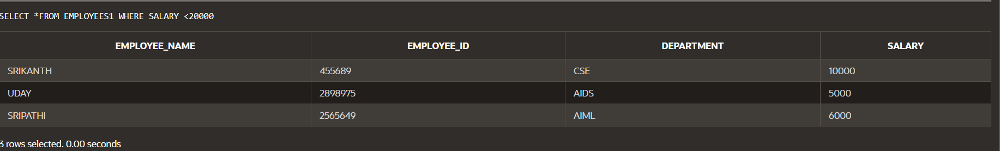 SELECT *FROM EMPLOYEES1 WHERE SALARY <20000
EMPLOYEE_NAME EMPLOYEE_ID DEPARTMENT SALARY
SRIKANTH 455689 CSE 10000
UDAY 2898975 AIDS 5000
SRIPATHI 2565649 AIML 6000
3 rows selected. 0.00 seconds